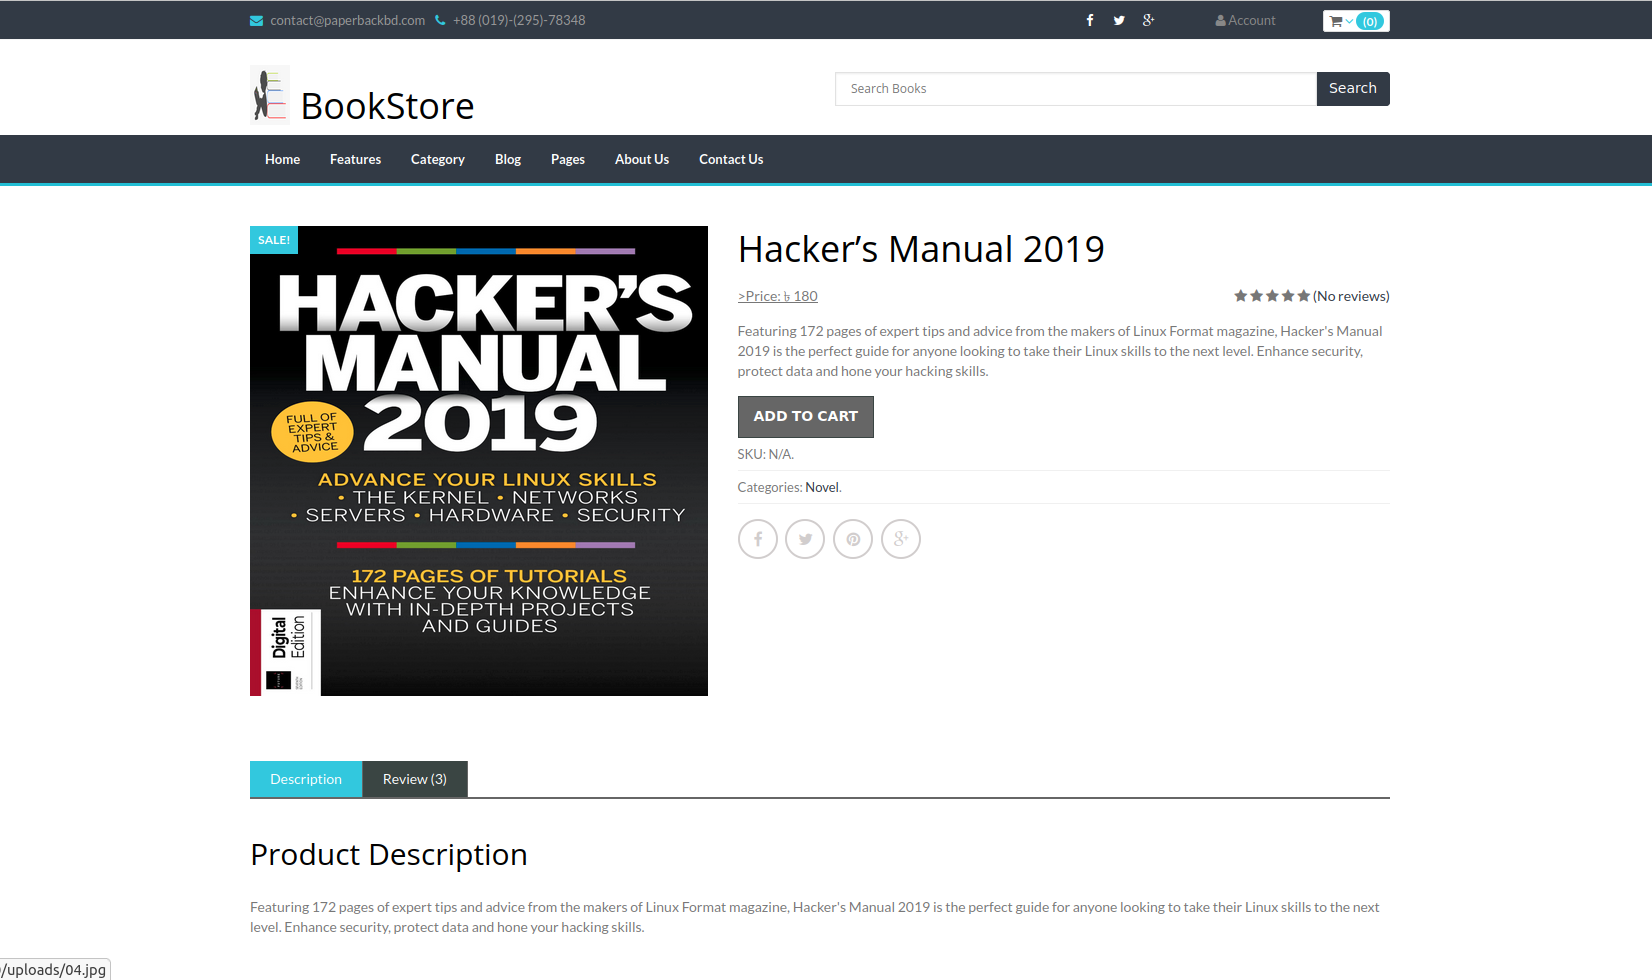 contact@paperbackbd.com +88 (019)-(295)-78348 Account (0)
BookStore
Search Books Search
Home Features Category Blog Pages About Us Contact Us
SALE!
HACKER'S
MANUAL
2019
FULL OF
EXPERT
TIPS &
ADVICE
ADVANCE YOUR LINUX SKILLS
• THE KERNEL • NETWORKS
• SERVERS • HARDWARE • SECURITY
172 PAGES OF TUTORIALS
ENHANCE YOUR KNOWLEDGE
WITH IN-DEPTH PROJECTS
AND GUIDES
Digital
Edition
Hacker’s Manual 2019
>Price: ৳ 180 (No reviews)
Featuring 172 pages of expert tips and advice from the makers of Linux Format magazine, Hacker's Manual
2019 is the perfect guide for anyone looking to take their Linux skills to the next level. Enhance security,
protect data and hone your hacking skills.
ADD TO CART
SKU: N/A.
Categories: Novel.
Description Review (3)
Product Description
Featuring 172 pages of expert tips and advice from the makers of Linux Format magazine, Hacker's Manual 2019 is the perfect guide for anyone looking to take their Linux skills to the next
level. Enhance security, protect data and hone your hacking skills.
/uploads/04.jpg